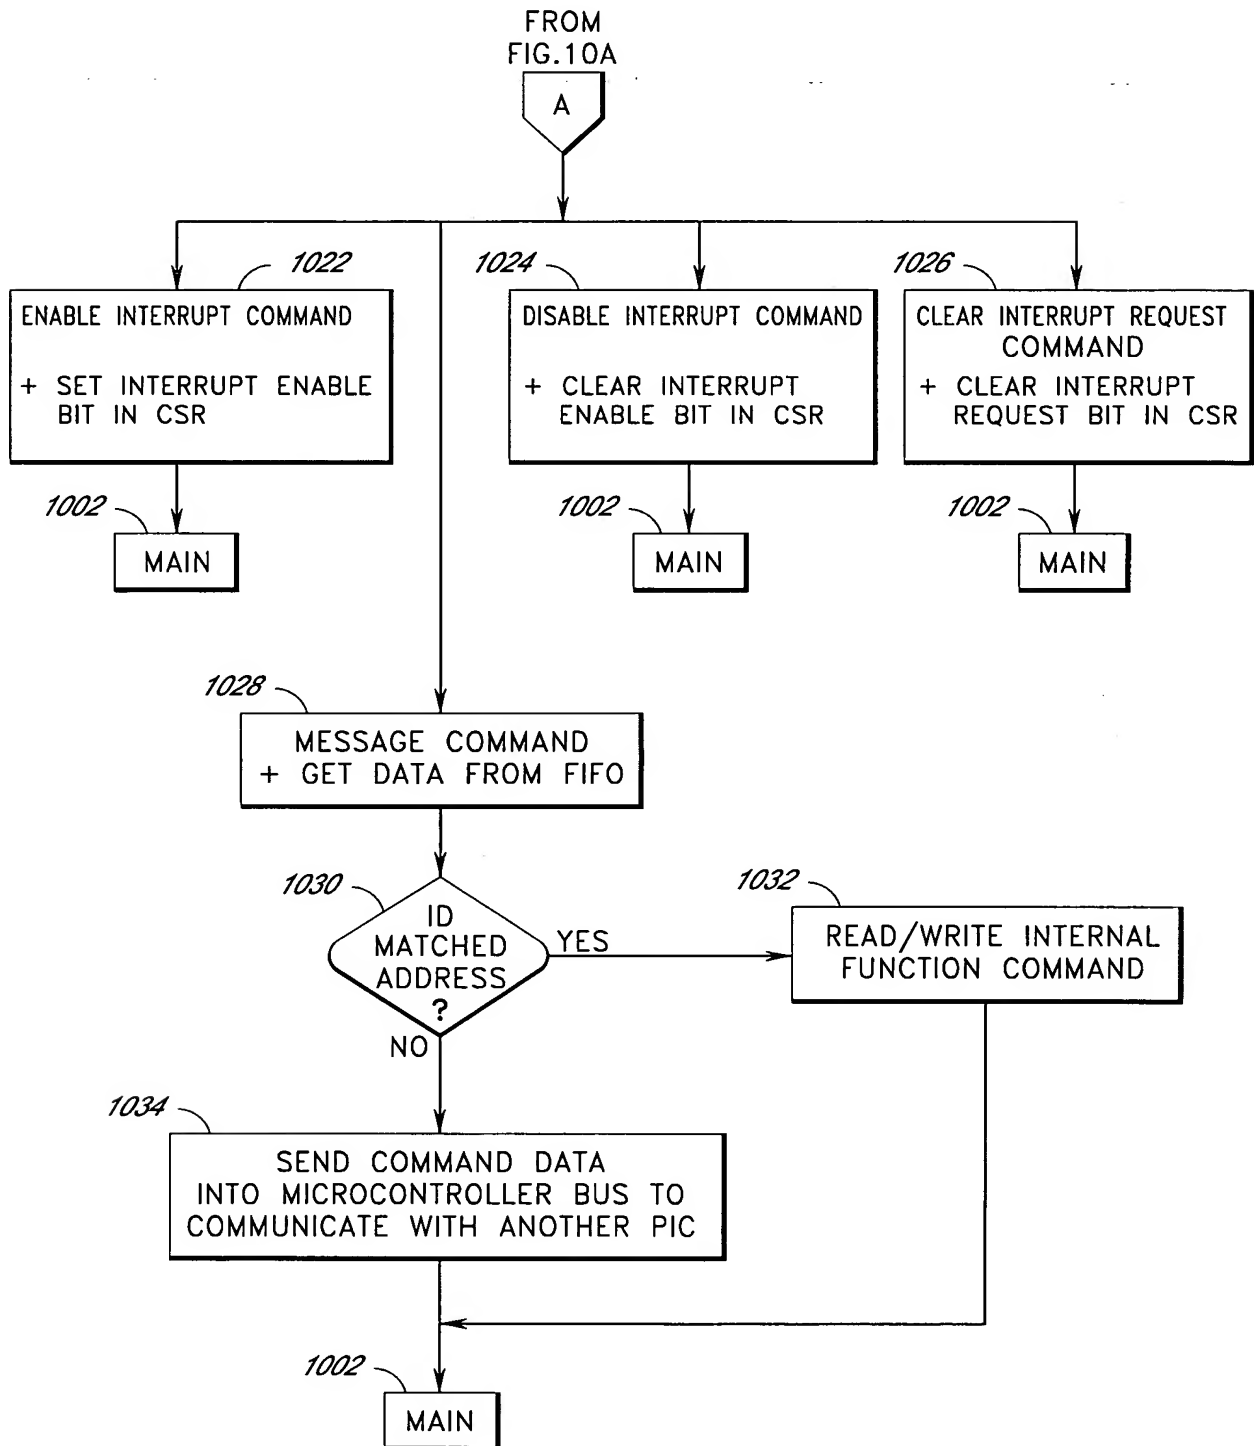 FROM
FIG.10A
A
1022
1024
1026
ENABLE INTERRUPT COMMAND
+ SET INTERRUPT ENABLE
BIT IN CSR
DISABLE INTERRUPT COMMAND
+ CLEAR INTERRUPT
ENABLE BIT IN CSR
CLEAR INTERRUPT REQUEST
COMMAND
+ CLEAR INTERRUPT
REQUEST BIT IN CSR
1002
MAIN
1002
MAIN
1002
MAIN
1028
MESSAGE COMMAND
+ GET DATA FROM FIFO
1030
ID
MATCHED
ADDRESS
?
YES
NO
1032
READ/WRITE INTERNAL
FUNCTION COMMAND
1034
SEND COMMAND DATA
INTO MICROCONTROLLER BUS TO
COMMUNICATE WITH ANOTHER PIC
1002
MAIN